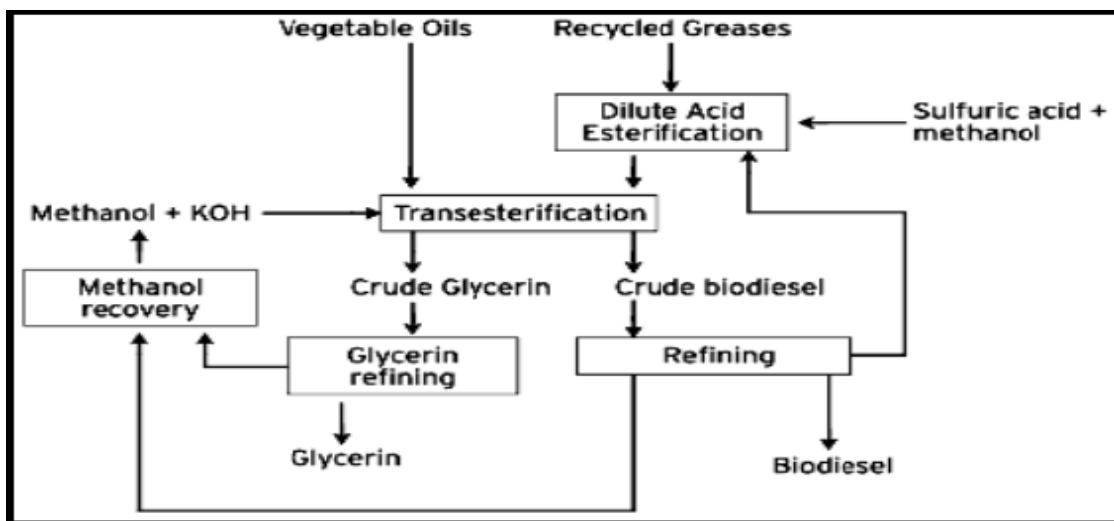 Vegetable Oils
Recycled Greases
Dilute Acid
Esterification
Sulfuric acid +
methanol
Methanol + KOH
Transesterification
Methanol
recovery
Crude Glycerin
Crude biodiesel
Glycerin
refining
Refining
Glycerin
Biodiesel